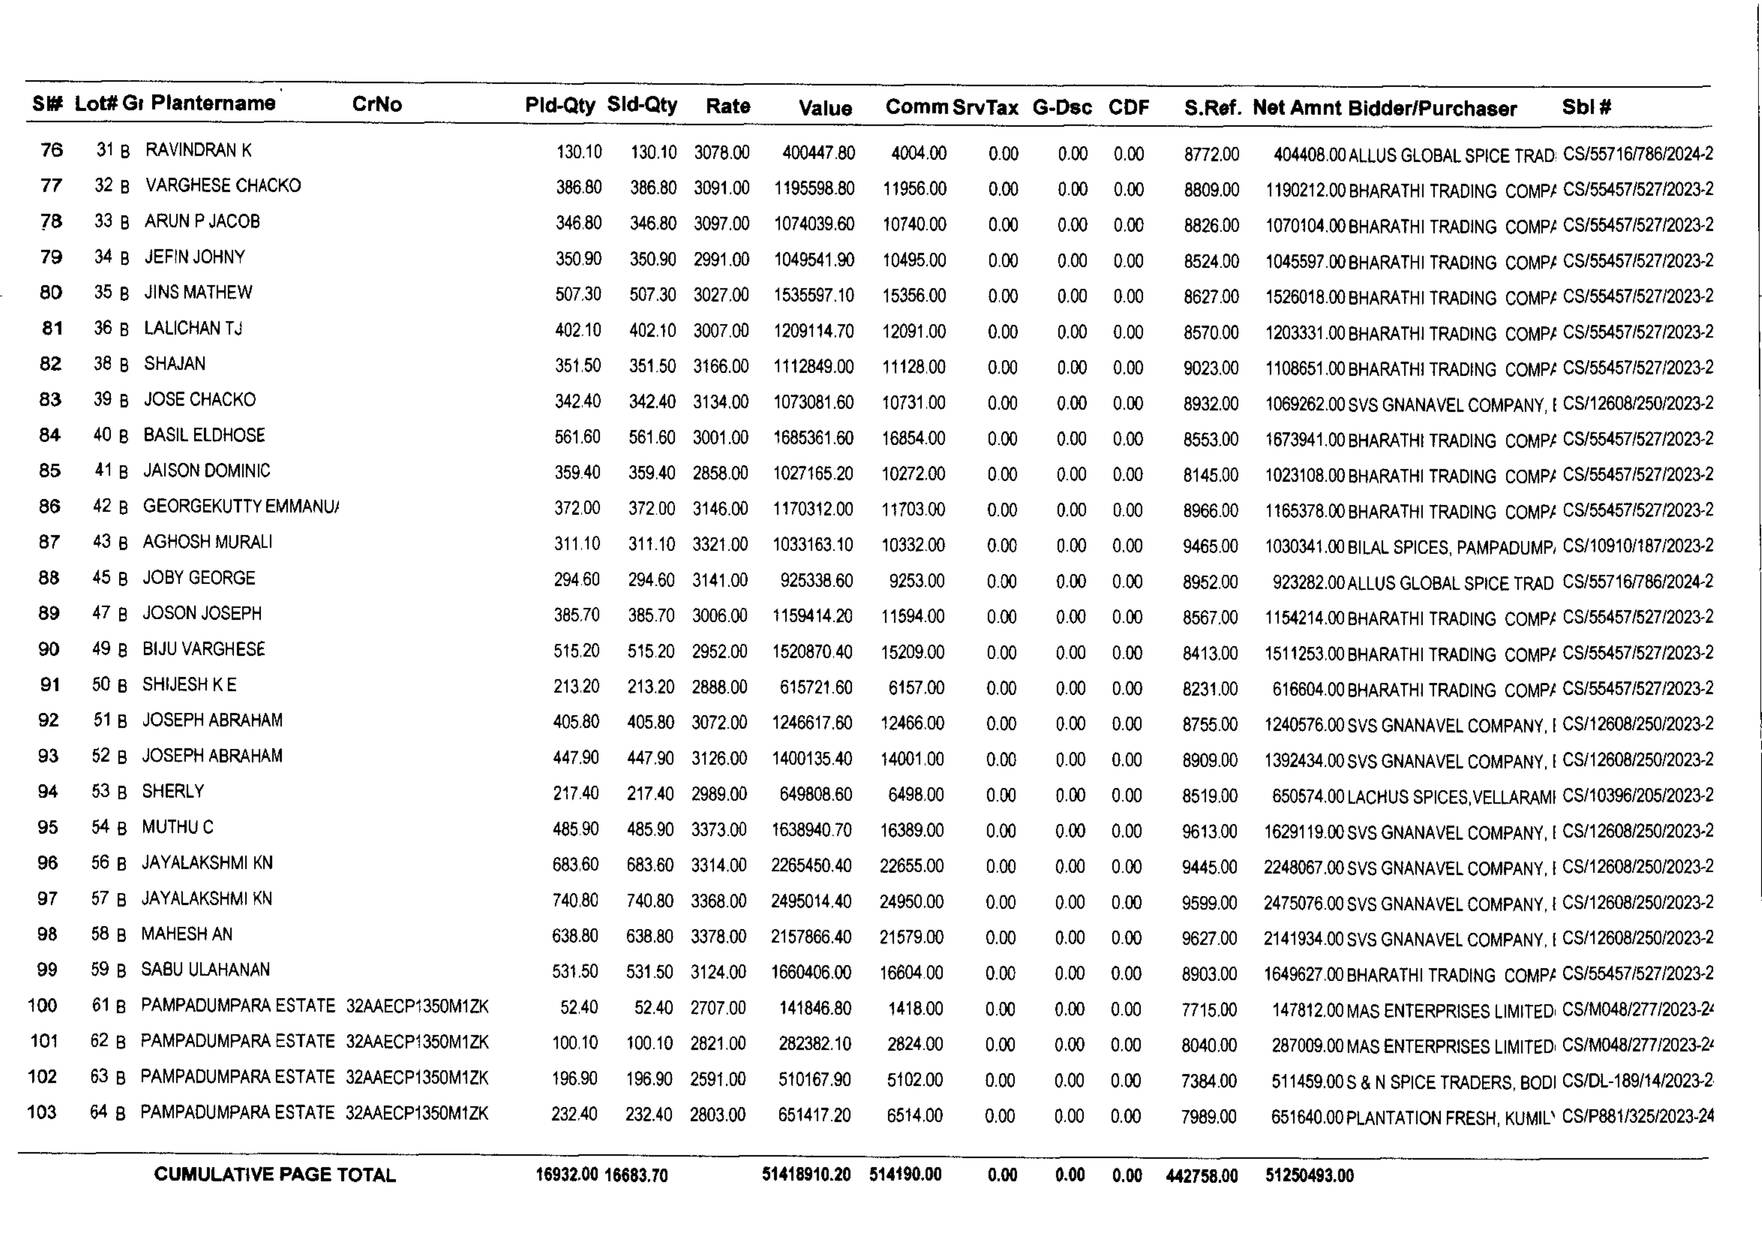 Sl# Lot# Gr Plantername CrNo Pld-Qty Sld-Qty Rate Value Comm SrvTax G-Dsc CDF S.Ref. Net Amnt Bidder/Purchaser Sbl #
76 31 B RAVINDRAN K 130.10 130.10 3078.00 400447.80 4004.00 0.00 0.00 0.00 8772.00 404408.00 ALLUS GLOBAL SPICE TRAD CS/55716/786/2024-2
77 32 B VARGHESE CHACKO 386.80 386.80 3091.00 1195598.80 11956.00 0.00 0.00 0.00 8809.00 1190212.00 BHARATHI TRADING COMPA CS/55457/527/2023-2
78 33 B ARUN P JACOB 346.80 346.80 3097.00 1074039.60 10740.00 0.00 0.00 0.00 8826.00 1070104.00 BHARATHI TRADING COMPA CS/55457/527/2023-2
79 34 B JEFIN JOHNY 350.90 350.90 2991.00 1049541.90 10495.00 0.00 0.00 0.00 8524.00 1045597.00 BHARATHI TRADING COMPA CS/55457/527/2023-2
80 35 B JINS MATHEW 507.30 507.30 3027.00 1535597.10 15356.00 0.00 0.00 0.00 8627.00 1526018.00 BHARATHI TRADING COMPA CS/55457/527/2023-2
81 36 B LALICHAN TJ 402.10 402.10 3007.00 1209114.70 12091.00 0.00 0.00 0.00 8570.00 1203331.00 BHARATHI TRADING COMPA CS/55457/527/2023-2
82 38 B SHAJAN 351.50 351.50 3166.00 1112849.00 11128.00 0.00 0.00 0.00 9023.00 1108651.00 BHARATHI TRADING COMPA CS/55457/527/2023-2
83 39 B JOSE CHACKO 342.40 342.40 3134.00 1073081.60 10731.00 0.00 0.00 0.00 8932.00 1069262.00 SVS GNANAVEL COMPANY, CS/12608/250/2023-2
84 40 B BASIL ELDHOSE 561.60 561.60 3001.00 1685361.60 16854.00 0.00 0.00 0.00 8553.00 1673941.00 BHARATHI TRADING COMPA CS/55457/527/2023-2
85 41 B JAISON DOMINIC 359.40 359.40 2858.00 1027165.20 10272.00 0.00 0.00 0.00 8145.00 1023108.00 BHARATHI TRADING COMPA CS/55457/527/2023-2
86 42 B GEORGEKUTTY EMMANUA 372.00 372.00 3146.00 1170312.00 11703.00 0.00 0.00 0.00 8966.00 1165378.00 BHARATHI TRADING COMPA CS/55457/527/2023-2
87 43 B AGHOSH MURALI 311.10 311.10 3321.00 1033163.10 10332.00 0.00 0.00 0.00 9465.00 1030341.00 BILAL SPICES, PAMPADUMP CS/10910/187/2023-2
88 45 B JOBY GEORGE 294.60 294.60 3141.00 925338.60 9253.00 0.00 0.00 0.00 8952.00 923282.00 ALLUS GLOBAL SPICE TRAD CS/55716/786/2024-2
89 47 B JOSON JOSEPH 385.70 385.70 3006.00 1159414.20 11594.00 0.00 0.00 0.00 8567.00 1154214.00 BHARATHI TRADING COMPA CS/55457/527/2023-2
90 49 B BIJU VARGHESE 515.20 515.20 2952.00 1520870.40 15209.00 0.00 0.00 0.00 8413.00 1511253.00 BHARATHI TRADING COMPA CS/55457/527/2023-2
91 50 B SHIJESH K E 213.20 213.20 2888.00 615721.60 6157.00 0.00 0.00 0.00 8231.00 616604.00 BHARATHI TRADING COMPA CS/55457/527/2023-2
92 51 B JOSEPH ABRAHAM 405.80 405.80 3072.00 1246617.60 12466.00 0.00 0.00 0.00 8755.00 1240576.00 SVS GNANAVEL COMPANY, CS/12608/250/2023-2
93 52 B JOSEPH ABRAHAM 447.90 447.90 3126.00 1400135.40 14001.00 0.00 0.00 0.00 8909.00 1392434.00 SVS GNANAVEL COMPANY, CS/12608/250/2023-2
94 53 B SHERLY 217.40 217.40 2989.00 649808.60 6498.00 0.00 0.00 0.00 8519.00 650574.00 LACHUS SPICES,VELLARAMI CS/10396/205/2023-2
95 54 B MUTHU C 485.90 485.90 3373.00 1638940.70 16389.00 0.00 0.00 0.00 9613.00 1629119.00 SVS GNANAVEL COMPANY, CS/12608/250/2023-2
96 56 B JAYALAKSHMI KN 683.60 683.60 3314.00 2265450.40 22655.00 0.00 0.00 0.00 9445.00 2248067.00 SVS GNANAVEL COMPANY, CS/12608/250/2023-2
97 57 B JAYALAKSHMI KN 740.80 740.80 3368.00 2495014.40 24950.00 0.00 0.00 0.00 9599.00 2475076.00 SVS GNANAVEL COMPANY, CS/12608/250/2023-2
98 58 B MAHESH AN 638.80 638.80 3378.00 2157866.40 21579.00 0.00 0.00 0.00 9627.00 2141934.00 SVS GNANAVEL COMPANY, CS/12608/250/2023-2
99 59 B SABU ULAHANAN 531.50 531.50 3124.00 1660406.00 16604.00 0.00 0.00 0.00 8903.00 1649627.00 BHARATHI TRADING COMPA CS/55457/527/2023-2
100 61 B PAMPADUMPARA ESTATE 32AAECP1350M1ZK 52.40 52.40 2707.00 141846.80 1418.00 0.00 0.00 0.00 7715.00 147812.00 MAS ENTERPRISES LIMITED CS/M048/277/2023-24
101 62 B PAMPADUMPARA ESTATE 32AAECP1350M1ZK 100.10 100.10 2821.00 282382.10 2824.00 0.00 0.00 0.00 8040.00 287009.00 MAS ENTERPRISES LIMITED CS/M048/277/2023-24
102 63 B PAMPADUMPARA ESTATE 32AAECP1350M1ZK 196.90 196.90 2591.00 510167.90 5102.00 0.00 0.00 0.00 7384.00 511459.00 S & N SPICE TRADERS, BODI CS/DL-189/14/2023-2
103 64 B PAMPADUMPARA ESTATE 32AAECP1350M1ZK 232.40 232.40 2803.00 651417.20 6514.00 0.00 0.00 0.00 7989.00 651640.00 PLANTATION FRESH, KUMILY CS/P881/325/2023-24
CUMULATIVE PAGE TOTAL 16932.00 16683.70 51418910.20 514190.00 0.00 0.00 0.00 442758.00 51250493.00